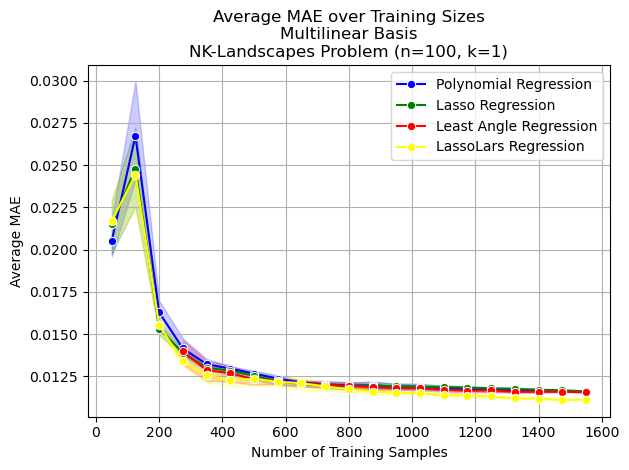 Average MAE over Training Sizes
Multilinear Basis
NK-Landscapes Problem (n=100, k=1)
Polynomial Regression
Lasso Regression
Least Angle Regression
LassoLars Regression
Average MAE
0.0300
0.0275
0.0250
0.0225
0.0200
0.0175
0.0150
0.0125
0 200 400 600 800 1000 1200 1400 1600
Number of Training Samples